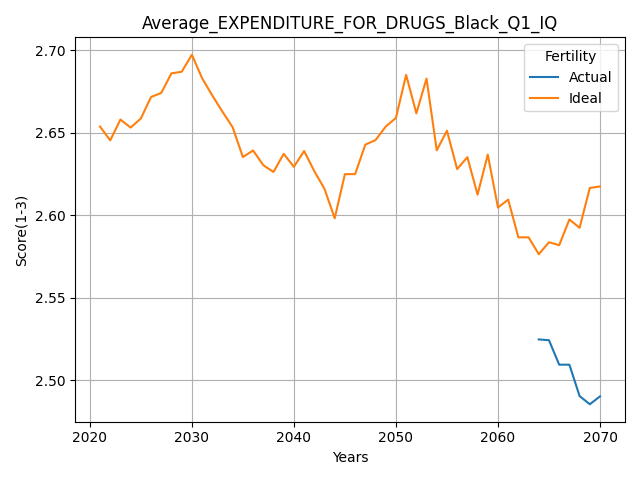 Average_EXPENDITURE_FOR_DRUGS_Black_Q1_IQ
Fertility
Actual
Ideal
Score(1-3)
2.70
2.65
2.60
2.55
2.50
2020 2030 2040 2050 2060 2070
Years